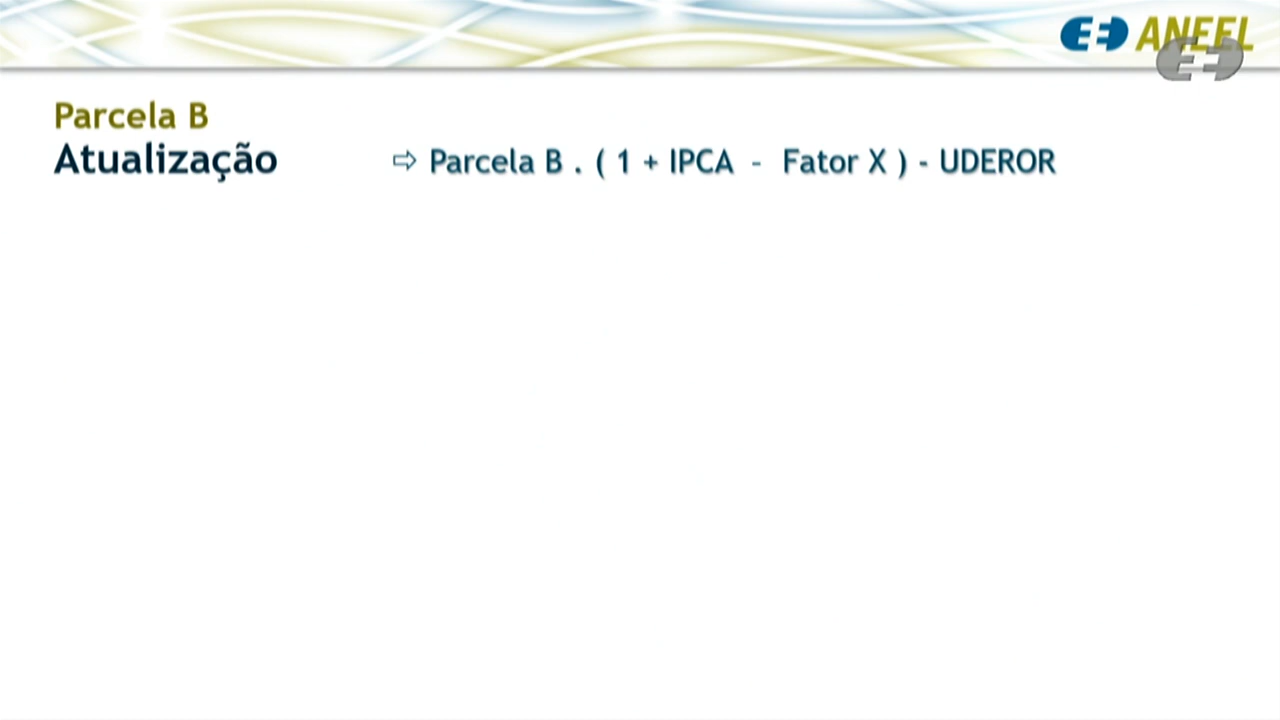 ANEEL
Parcela B
Atualização ⇨ Parcela B . ( 1 + IPCA – Fator X ) - UDEROR